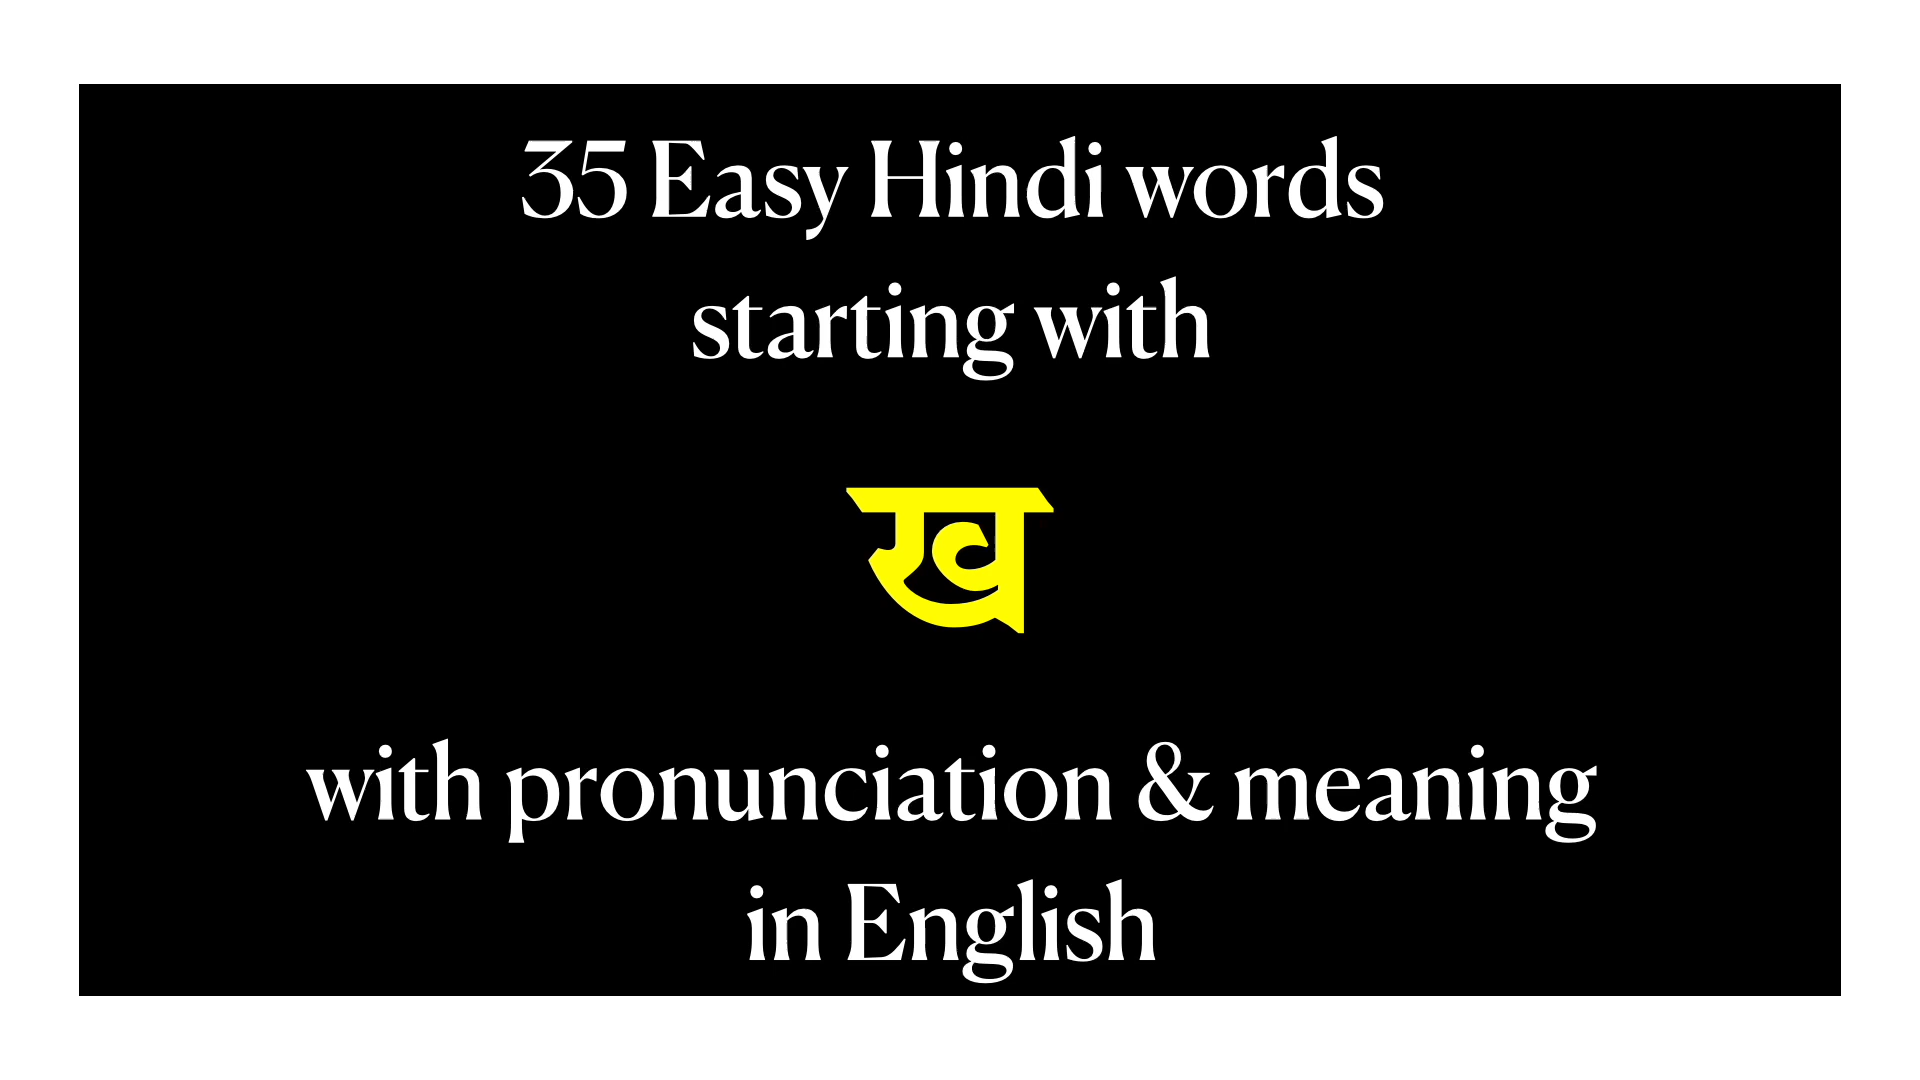 35 Easy Hindi words
starting with
ख
with pronunciation & meaning
in English